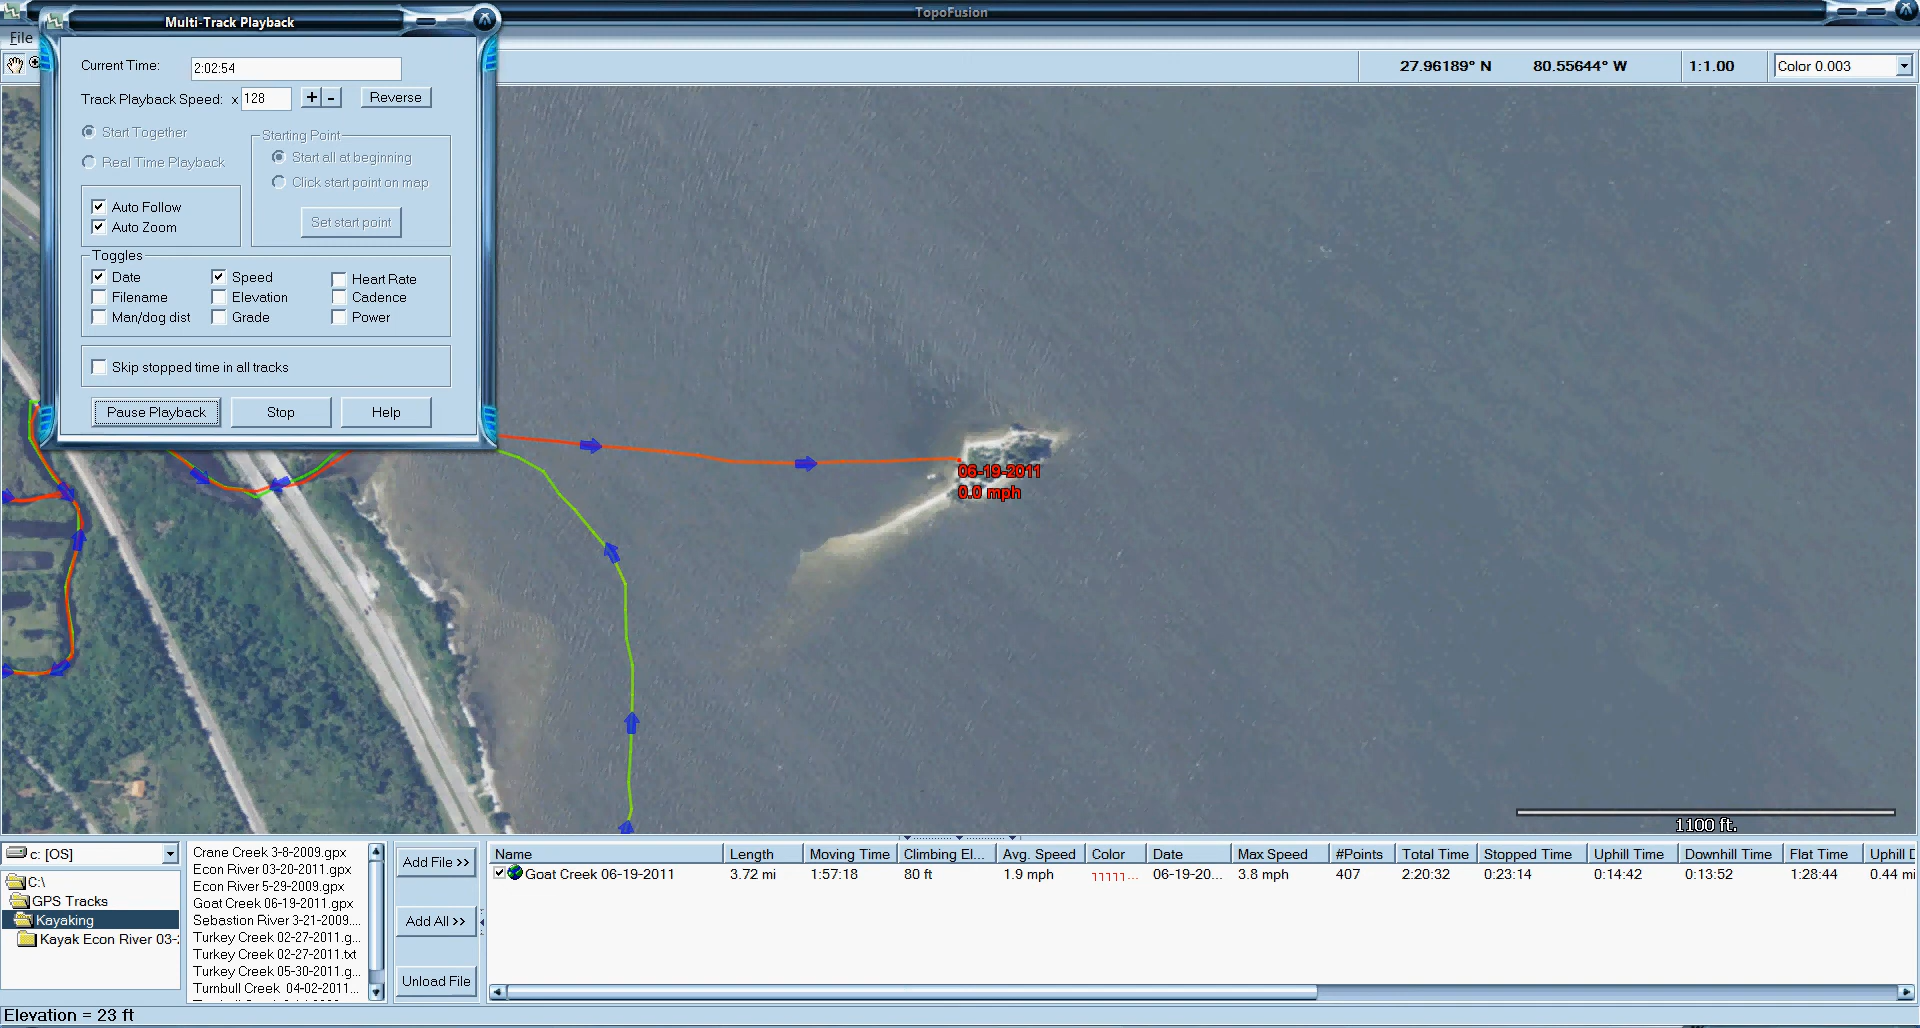 TopoFusion
Multi-Track Playback
File
Current Time: 2:02:54
Track Playback Speed: x 128 + - Reverse
Start Together
Real Time Playback
Starting Point
Start all at beginning
Click start point on map
Set start point
Auto Follow
Auto Zoom
Toggles
Date Speed Heart Rate
Filename Elevation Cadence
Man/dog dist Grade Power
Skip stopped time in all tracks
Pause Playback Stop Help
27.96189° N 80.55644° W 1:1.00 Color 0.003
06-19-2011
0.0 mph
1100 ft.
c: [OS]
C:\
GPS Tracks
Kayaking
Kayak Econ River 03-
Crane Creek 3-8-2009.gpx
Econ River 03-20-2011.gpx
Econ River 5-29-2009.gpx
Goat Creek 06-19-2011.gpx
Sebastion River 3-21-2009....
Turkey Creek 02-27-2011.g...
Turkey Creek 02-27-2011.txt
Turkey Creek 05-30-2011.g...
Turnbull Creek 04-02-2011...
Add File >>
Add All >>
Unload File
Name Length Moving Time Climbing El... Avg. Speed Color Date Max Speed #Points Total Time Stopped Time Uphill Time Downhill Time Flat Time Uphill D
Goat Creek 06-19-2011 3.72 mi 1:57:18 80 ft 1.9 mph 06-19-20... 3.8 mph 407 2:20:32 0:23:14 0:14:42 0:13:52 1:28:44 0.44 mi
Elevation = 23 ft